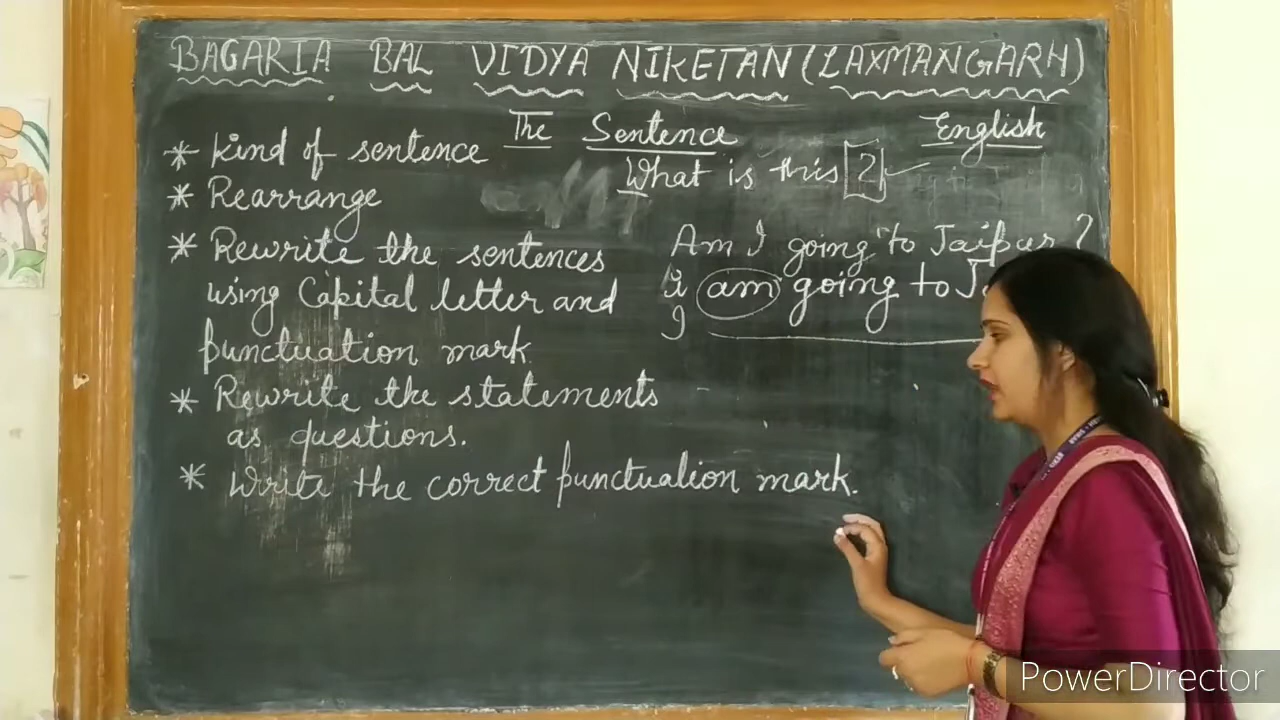 BAGARIA BAL VIDYA NIKETAN (LAXMANGARH)
The Sentence
English
* Kind of sentence
* Rearrange
* Rewrite the sentences
using Capital letter and
punctuation mark
* Rewrite the statements
as questions.
* Write the correct punctuation mark.
What is this ?
Am I going to Jaipur ?
i am going to
I
PowerDirector